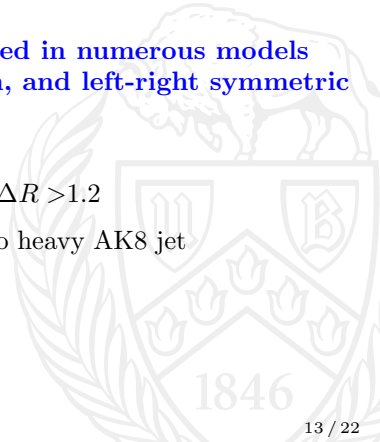 ed in numerous models
, and left-right symmetric
ΔR >1.2
o heavy AK8 jet
U B
1846
13 / 22